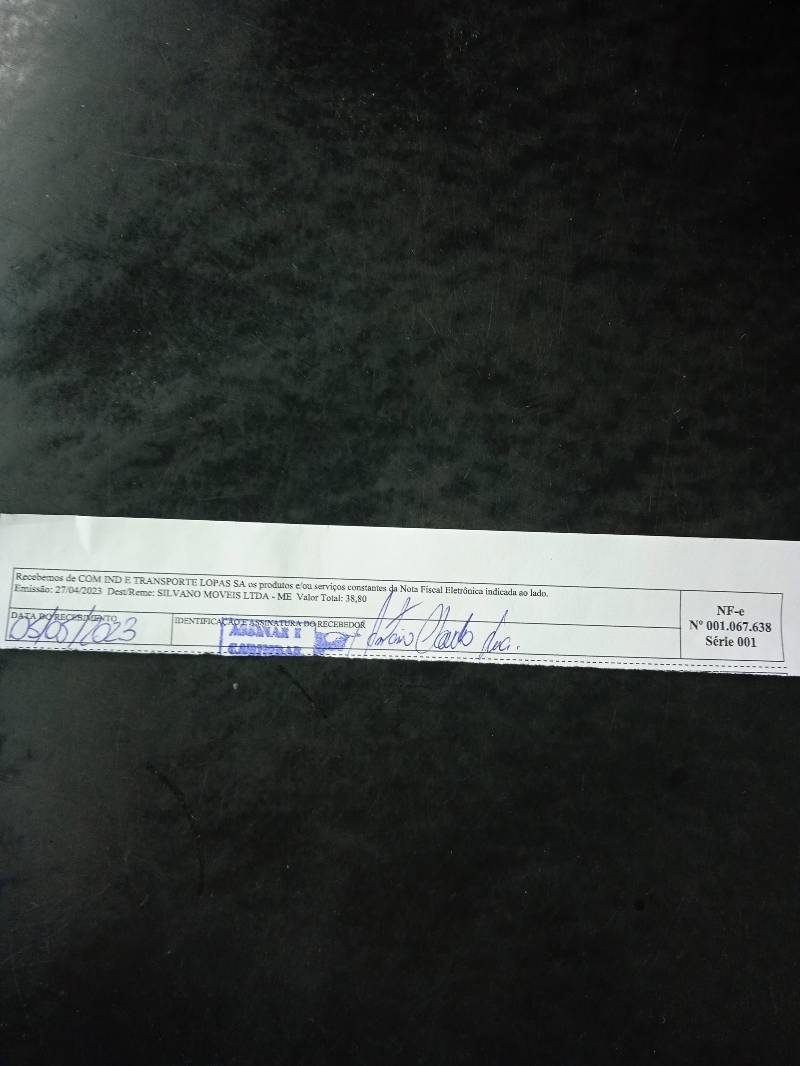 Recebemos de COM IND E TRANSPORTE LOPAS SA os produtos e/ou serviços constantes da Nota Fiscal Eletrônica indicada ao lado.
Emissão: 27/04/2023 Dest/Reme: SILVANO MOVEIS LTDA - ME Valor Total: 38,80
NF-e
Nº 001.067.638
Série 001
DATA DO RECEBIMENTO
IDENTIFICAÇÃO E ASSINATURA DO RECEBEDOR
ASSINAR E
CARIMBAR